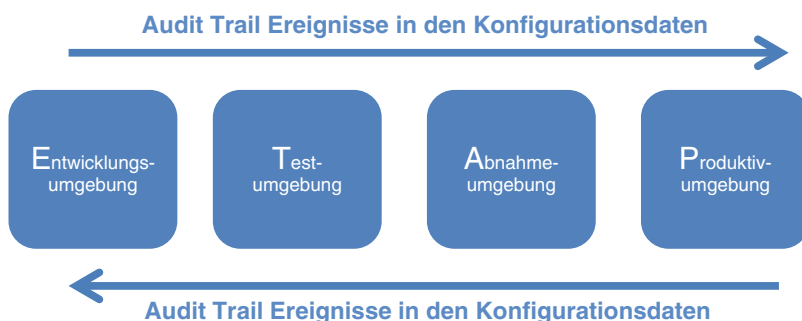 Audit Trail Ereignisse in den Konfigurationsdaten
Entwicklungs-
umgebung
Test-
umgebung
Abnahme-
umgebung
Produktiv-
umgebung
Audit Trail Ereignisse in den Konfigurationsdaten